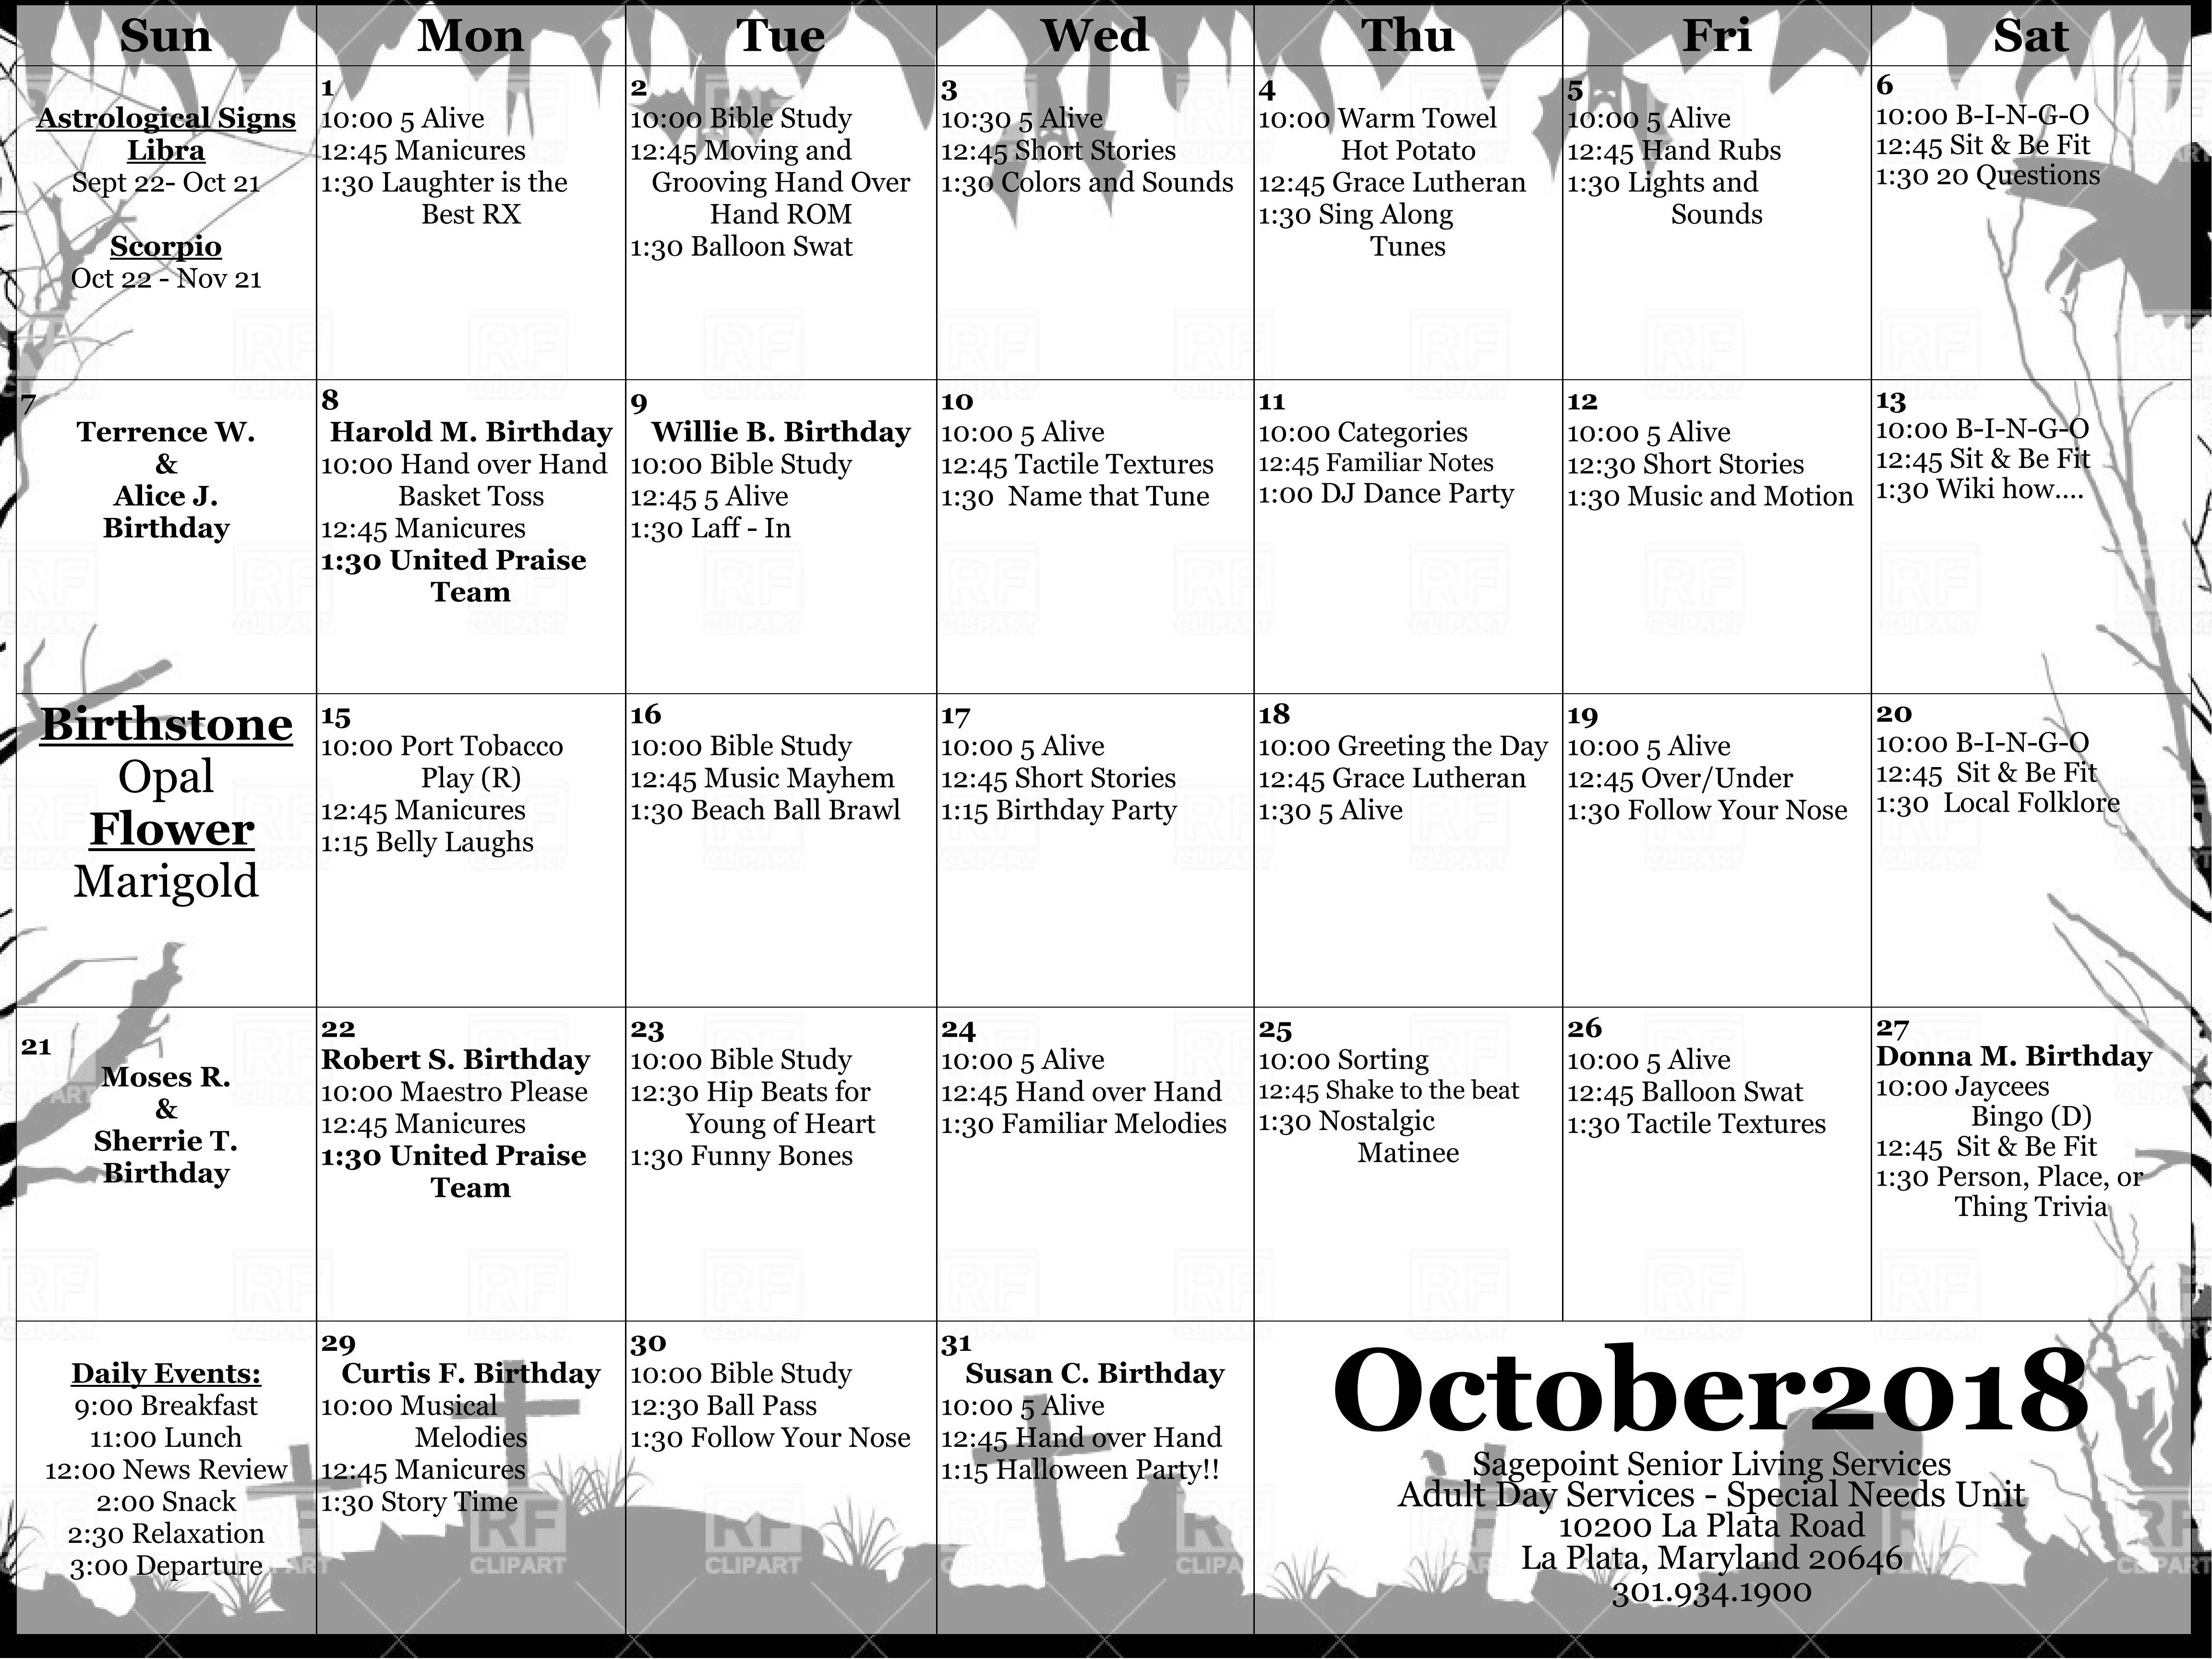 Sun Mon Tue Wed Thu Fri Sat
Astrological Signs
Libra
Sept 22- Oct 21
Scorpio
Oct 22 - Nov 21
1
10:00 5 Alive
12:45 Manicures
1:30 Laughter is the
Best RX
2
10:00 Bible Study
12:45 Moving and
Grooving Hand Over
Hand ROM
1:30 Balloon Swat
3
10:30 5 Alive
12:45 Short Stories
1:30 Colors and Sounds
4
10:00 Warm Towel
Hot Potato
12:45 Grace Lutheran
1:30 Sing Along
Tunes
5
10:00 5 Alive
12:45 Hand Rubs
1:30 Lights and
Sounds
6
10:00 B-I-N-G-O
12:45 Sit & Be Fit
1:30 20 Questions
7
Terrence W.
&
Alice J.
Birthday
8
Harold M. Birthday
10:00 Hand over Hand
Basket Toss
12:45 Manicures
1:30 United Praise
Team
9
Willie B. Birthday
10:00 Bible Study
12:45 5 Alive
1:30 Laff - In
10
10:00 5 Alive
12:45 Tactile Textures
1:30 Name that Tune
11
10:00 Categories
12:45 Familiar Notes
1:00 DJ Dance Party
12
10:00 5 Alive
12:30 Short Stories
1:30 Music and Motion
13
10:00 B-I-N-G-O
12:45 Sit & Be Fit
1:30 Wiki how....
Birthstone
Opal
Flower
Marigold
15
10:00 Port Tobacco
Play (R)
12:45 Manicures
1:15 Belly Laughs
16
10:00 Bible Study
12:45 Music Mayhem
1:30 Beach Ball Brawl
17
10:00 5 Alive
12:45 Short Stories
1:15 Birthday Party
18
10:00 Greeting the Day
12:45 Grace Lutheran
1:30 5 Alive
19
10:00 5 Alive
12:45 Over/Under
1:30 Follow Your Nose
20
10:00 B-I-N-G-O
12:45 Sit & Be Fit
1:30 Local Folklore
21
Moses R.
&
Sherrie T.
Birthday
22
Robert S. Birthday
10:00 Maestro Please
12:45 Manicures
1:30 United Praise
Team
23
10:00 Bible Study
12:30 Hip Beats for
Young of Heart
1:30 Funny Bones
24
10:00 5 Alive
12:45 Hand over Hand
1:30 Familiar Melodies
25
10:00 Sorting
12:45 Shake to the beat
1:30 Nostalgic
Matinee
26
10:00 5 Alive
12:45 Balloon Swat
1:30 Tactile Textures
27
Donna M. Birthday
10:00 Jaycees
Bingo (D)
12:45 Sit & Be Fit
1:30 Person, Place, or
Thing Trivia
Daily Events:
9:00 Breakfast
11:00 Lunch
12:00 News Review
2:00 Snack
2:30 Relaxation
3:00 Departure
29
Curtis F. Birthday
10:00 Musical
Melodies
12:45 Manicures
1:30 Story Time
30
10:00 Bible Study
12:30 Ball Pass
1:30 Follow Your Nose
31
Susan C. Birthday
10:00 5 Alive
12:45 Hand over Hand
1:15 Halloween Party!!
October2018
Sagepoint Senior Living Services
Adult Day Services - Special Needs Unit
10200 La Plata Road
La Plata, Maryland 20646
301.934.1900
RF
CLIPART